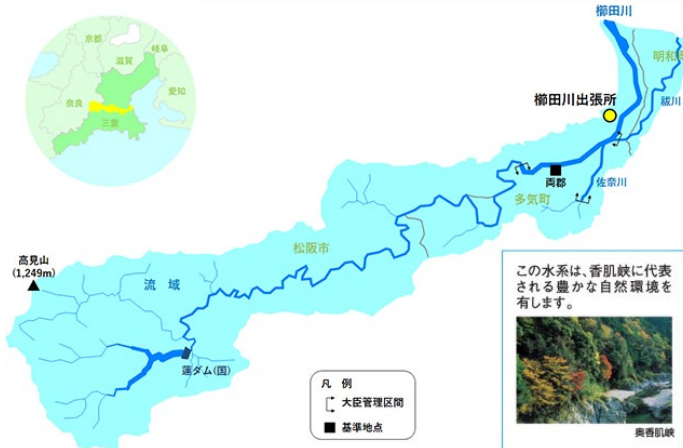 京都
滋賀
岐阜
愛知
奈良
三重
櫛田川
明和
櫛田川出張所
祓川
両郡
佐奈川
多気町
松阪市
高見山
(1,249m)
流域
蓮ダム(国)
凡 例
大臣管理区間
基準地点
この水系は、香肌峡に代表
される豊かな自然環境を
有します。
奥香肌峡